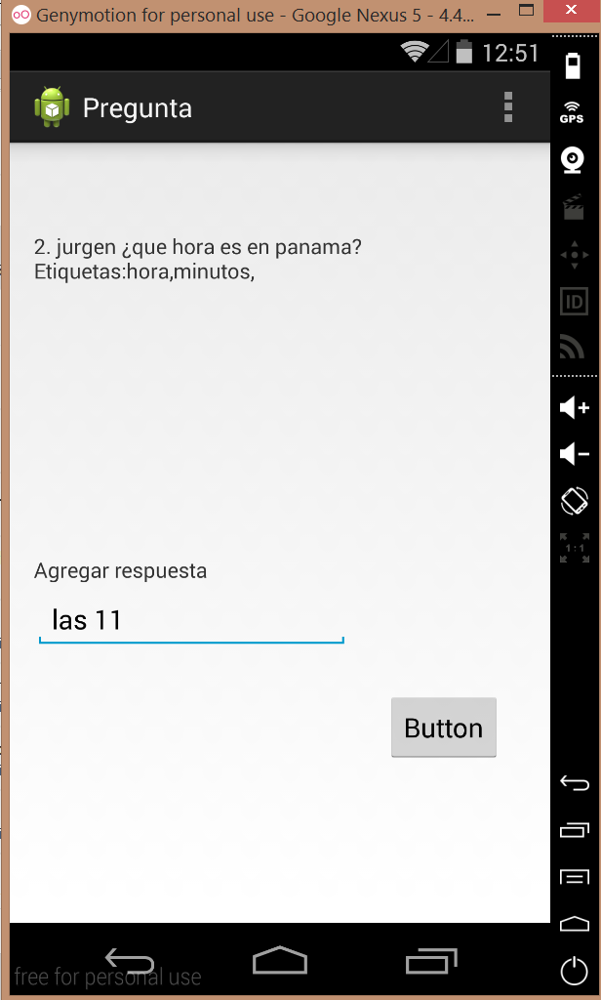 Genymotion for personal use - Google Nexus 5 - 4.4...
12:51
GPS
Pregunta
2. jurgen ¿que hora es en panama?
Etiquetas:hora,minutos,
ID
Agregar respuesta
1:1
las 11
Button
free for personal use